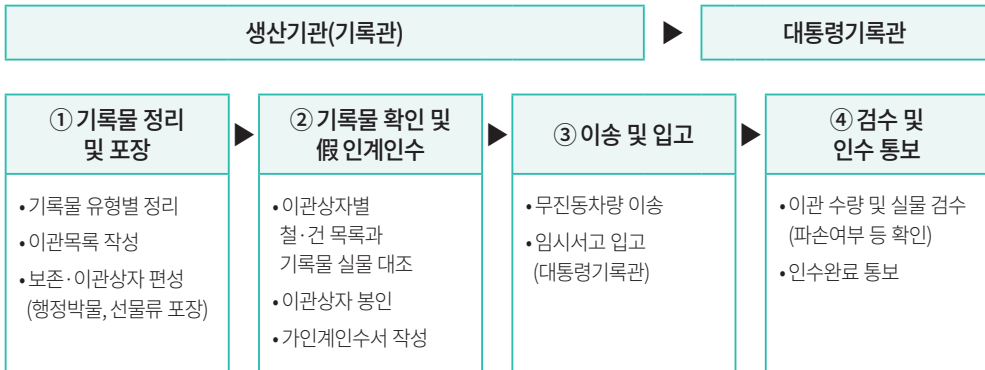 생산기관(기록관) ▶ 대통령기록관
① 기록물 정리
및 포장
• 기록물 유형별 정리
• 이관목록 작성
• 보존·이관상자 편성
(행정박물, 선물류 포장)
▶
② 기록물 확인 및
假 인계인수
• 이관상자별
철·건 목록과
기록물 실물 대조
• 이관상자 봉인
• 가인계인수서 작성
▶
③ 이송 및 입고
• 무진동차량 이송
• 임시서고 입고
(대통령기록관)
▶
④ 검수 및
인수 통보
• 이관 수량 및 실물 검수
(파손여부 등 확인)
• 인수완료 통보